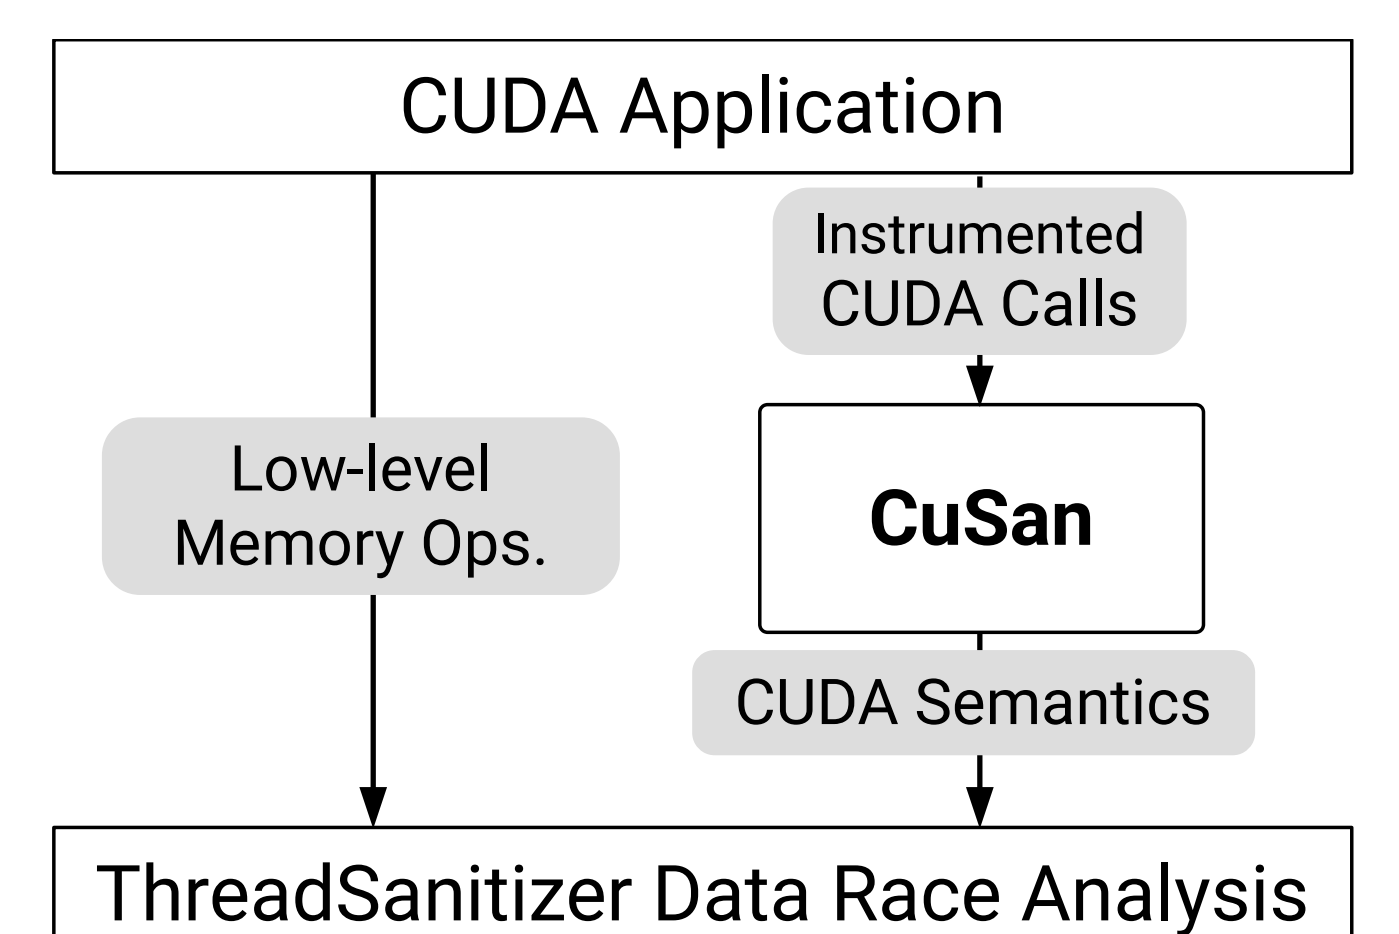 CUDA Application
Instrumented
CUDA Calls
Low-level
Memory Ops.
CuSan
CUDA Semantics
ThreadSanitizer Data Race Analysis